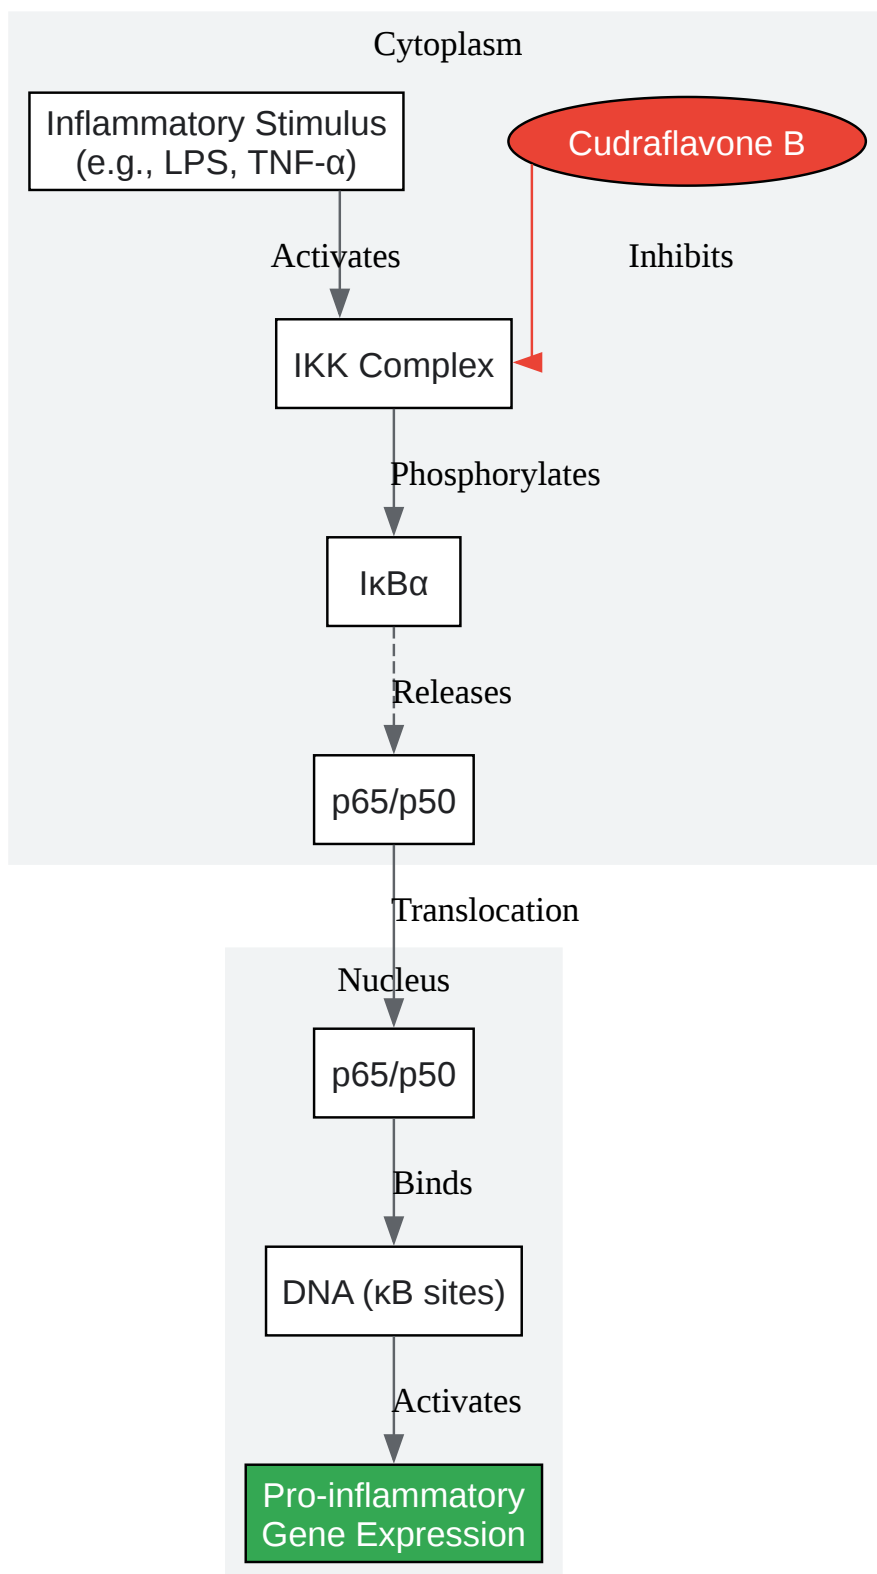 Cytoplasm
Inflammatory Stimulus
(e.g., LPS, TNF-α)
Cudraflavone B
Activates
Inhibits
IKK Complex
Phosphorylates
IκBα
Releases
p65/p50
Translocation
Nucleus
p65/p50
Binds
DNA (κB sites)
Activates
Pro-inflammatory
Gene Expression